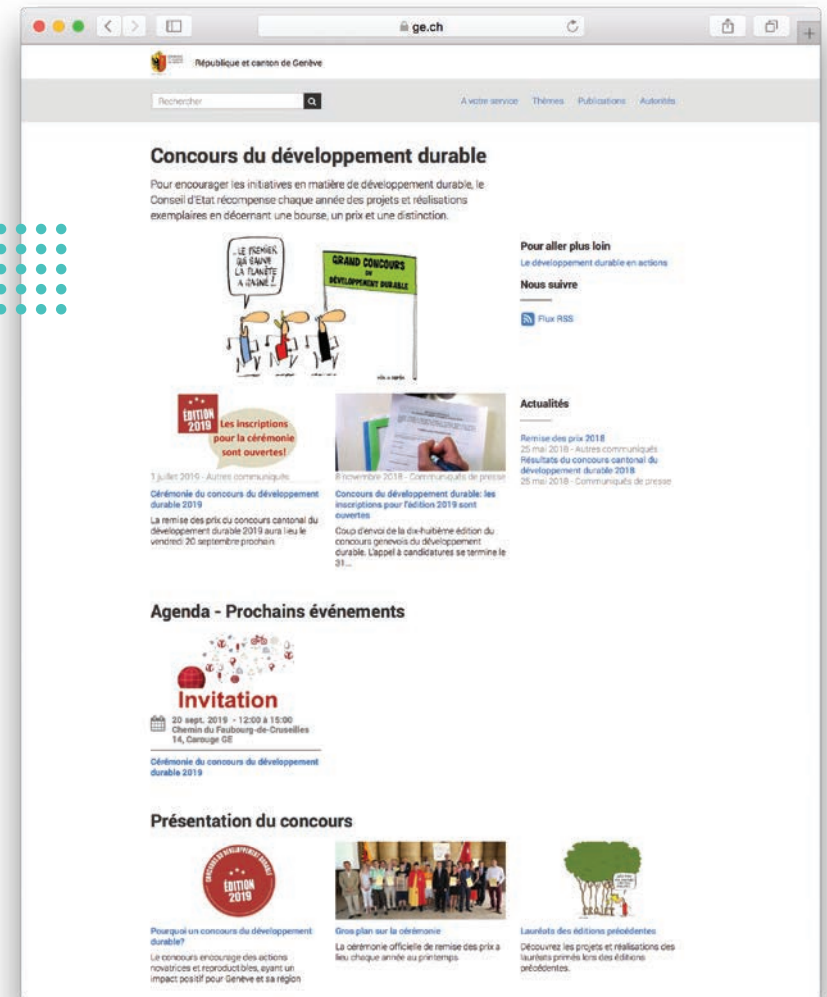 ge.ch
République et canton de Genève
Rechercher
A votre service Thèmes Publications Autorités
Concours du développement durable
Pour encourager les initiatives en matière de développement durable, le
Conseil d'Etat récompense chaque année des projets et réalisations
exemplaires en décernant une bourse, un prix et une distinction.
.. LE PREMIER
QUI SAUVE
LA PLANÈTE
A GAGNÉ !
GRAND CONCOURS
DU
DÉVELOPPEMENT DURABLE
Pour aller plus loin
Le développement durable en actions
Nous suivre
Flux RSS
ÉDITION
2019
Les inscriptions
pour la cérémonie
sont ouvertes!
1 juillet 2019 - Autres communiqués
Cérémonie du concours du développement
durable 2019
La remise des prix du concours cantonal du
développement durable 2019 aura lieu le
vendredi 20 septembre prochain.
8 novembre 2018 - Communiqués de presse
Concours du développement durable: les
inscriptions pour l'édition 2019 sont
ouvertes
Coup d'envoi de la dix-huitième édition du
concours genevois du développement
durable. L'appel à candidatures se termine le
31...
Actualités
Remise des prix 2018
25 mai 2018 - Autres communiqués
Résultats du concours cantonal du
développement durable 2018
25 mai 2018 - Communiqués de presse
Agenda - Prochains événements
Invitation
20 sept. 2019 - 12:00 à 15:00
Chemin du Faubourg-de-Cruseilles
14, Carouge GE
Cérémonie du concours du développement
durable 2019
Présentation du concours
CONCOURS DU DÉVELOPPEMENT DURABLE
ÉDITION
2019
Pourquoi un concours du développement
durable?
Le concours encourage des actions
novatrices et reproductibles, ayant un
impact positif pour Genève et sa région
Gros plan sur la cérémonie
La cérémonie officielle de remise des prix a
lieu chaque année au printemps
Lauréats des éditions précédentes
Découvrez les projets et réalisations des
lauréats primés lors des éditions
précédentes.